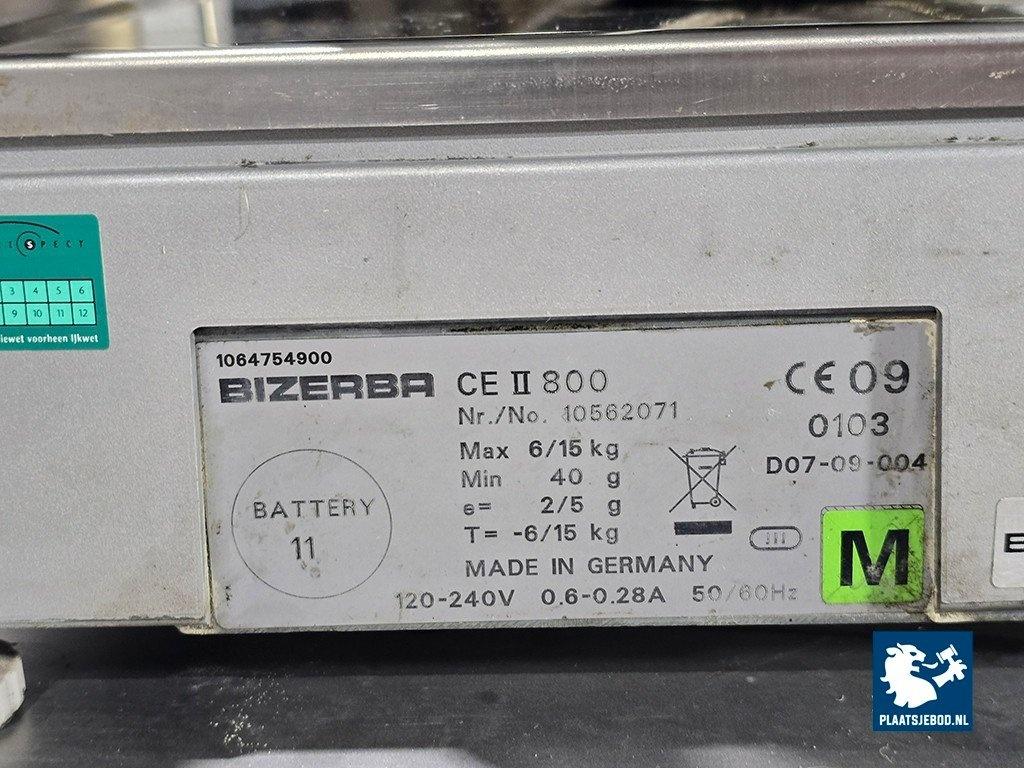 SPECT
3 4 5 6
9 10 11 12
iewet voorheen IJkwet
1064754900
BIZERBA CE II 800
Nr./No. 10562071
Max 6/15 kg
Min 40 g
e= 2/5 g
T= -6/15 kg
MADE IN GERMANY
120-240V 0.6-0.28A 50/60Hz
BATTERY
11
CE 09
0103
D07-09-004
M
PLAATSJEBOD.NL